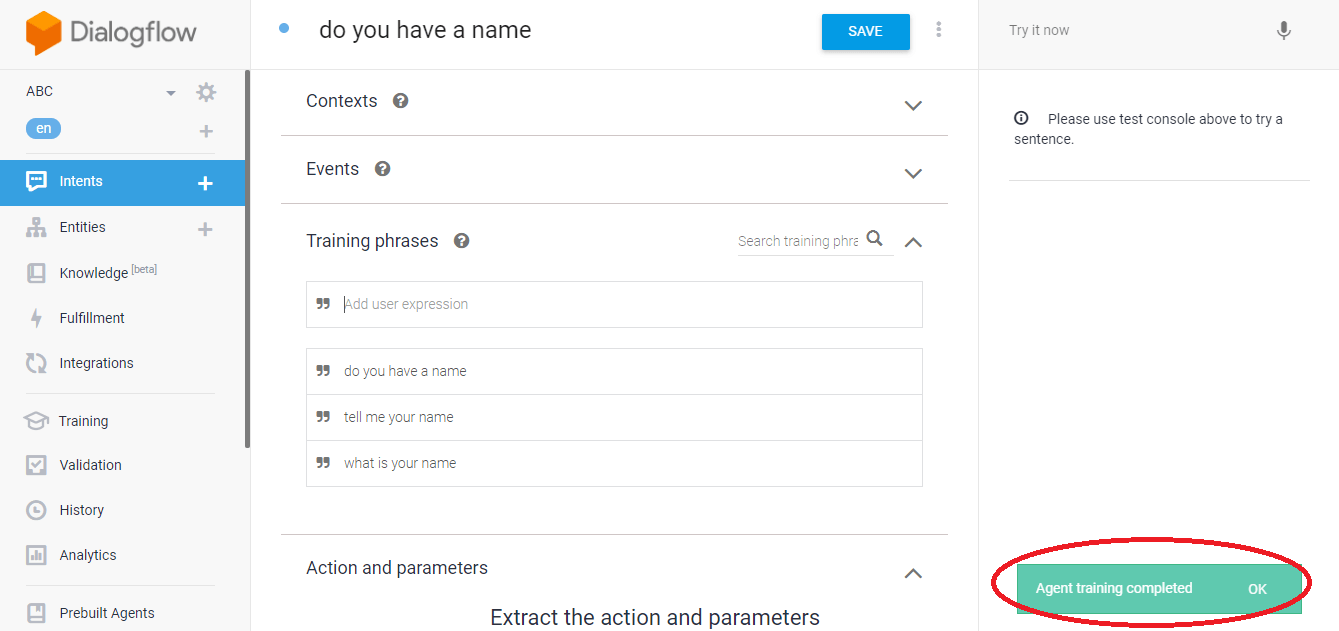 Dialogflow
ABC
en
Intents
Entities
Knowledge [beta]
Fulfillment
Integrations
Training
Validation
History
Analytics
Prebuilt Agents
do you have a name
SAVE
Contexts
Events
Training phrases
Search training phra
Add user expression
do you have a name
tell me your name
what is your name
Action and parameters
Extract the action and parameters
Try it now
Please use test console above to try a
sentence.
Agent training completed OK